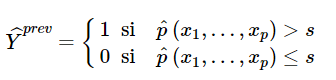 Ŷ^{prev} = { 1 si p̂ (x₁, …, x_p) > s
0 si p̂ (x₁, …, x_p) ≤ s